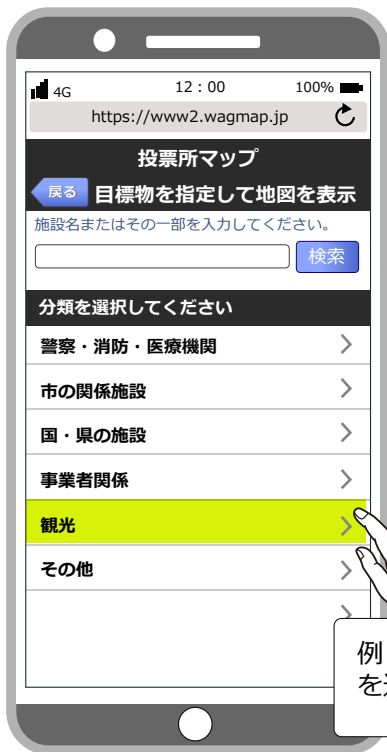 4G 12：00 100%
https://www2.wagmap.jp
投票所マップ
戻る 目標物を指定して地図を表示
施設名またはその一部を入力してください。
検索
分類を選択してください
警察・消防・医療機関
市の関係施設
国・県の施設
事業者関係
観光
その他
例
を